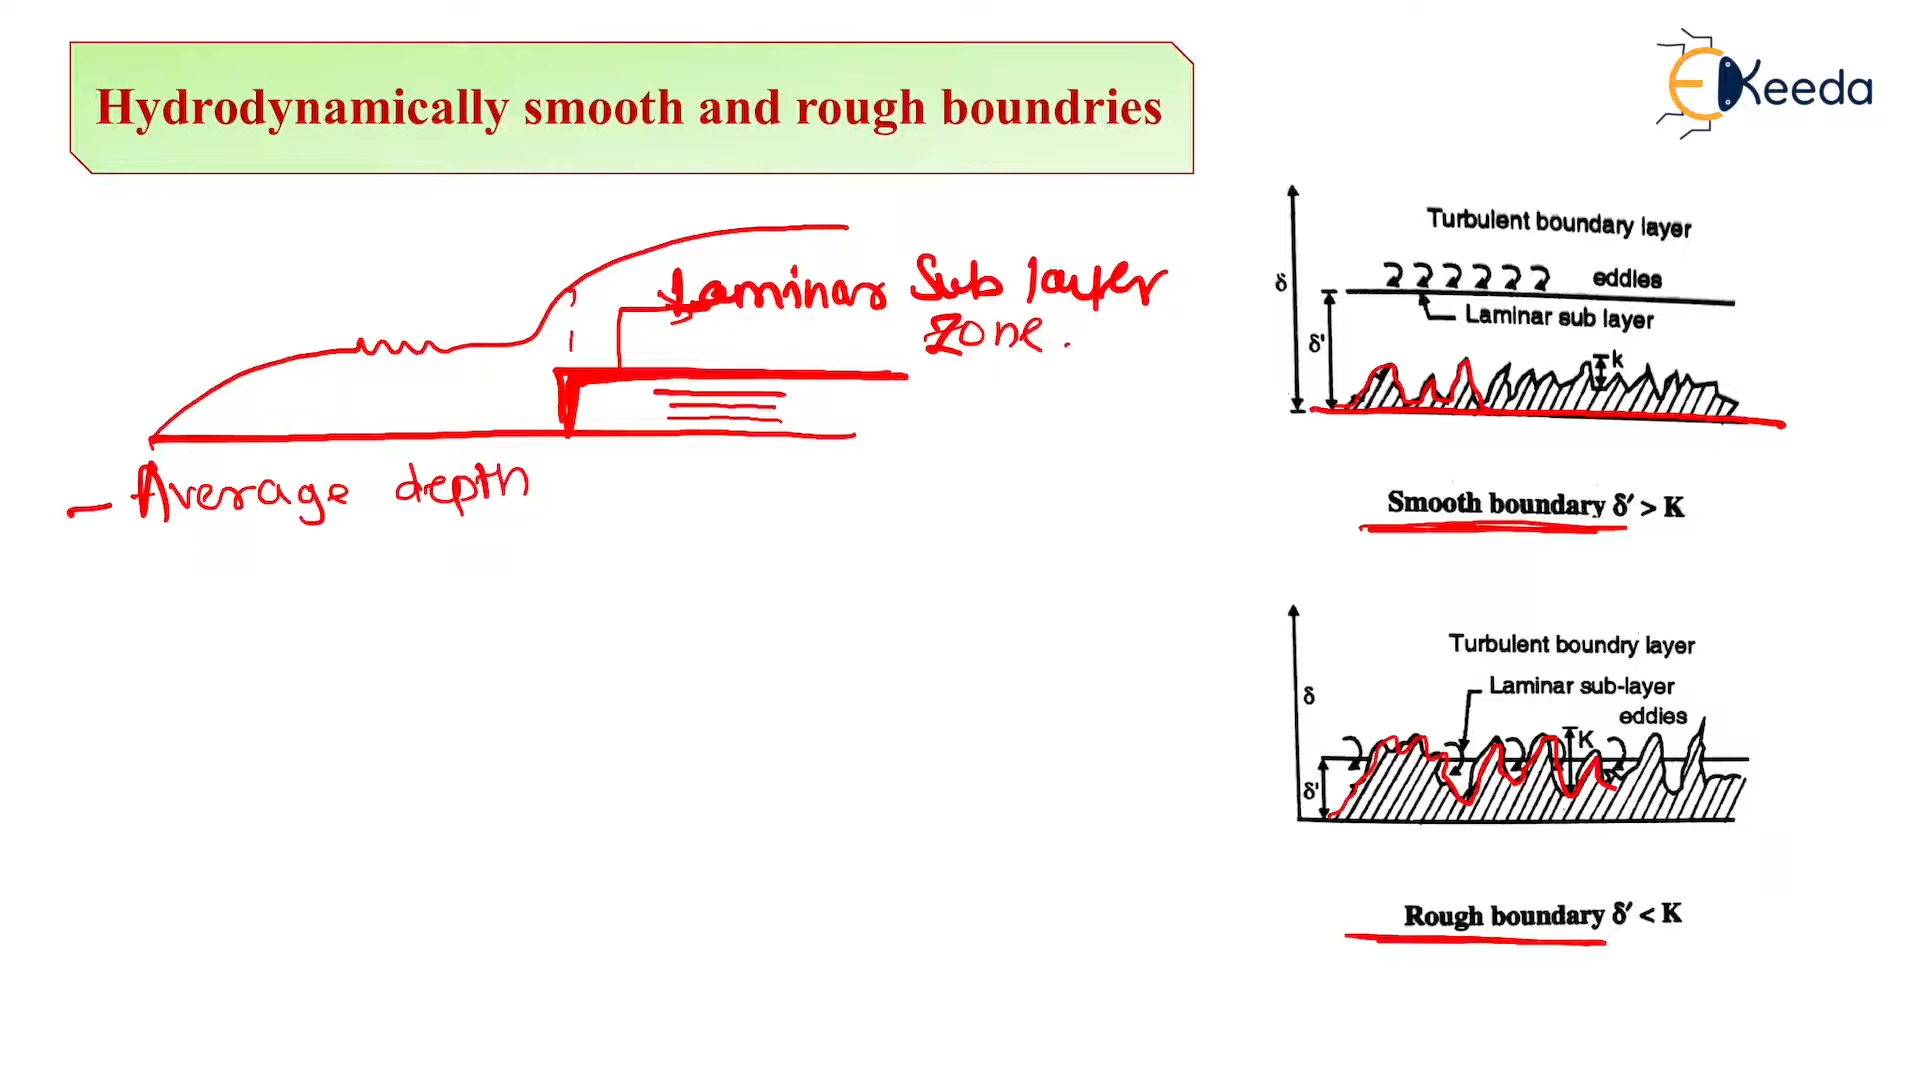 Hydrodynamically smooth and rough boundries
EKeeda
Laminar Sub layer
Zone.
- Average depth
Turbulent boundary layer
δ
eddies
Laminar sub layer
δ'
k
Smooth boundary δ' > K
Turbulent boundry layer
Laminar sub-layer
δ
eddies
K
δ'
Rough boundary δ' < K